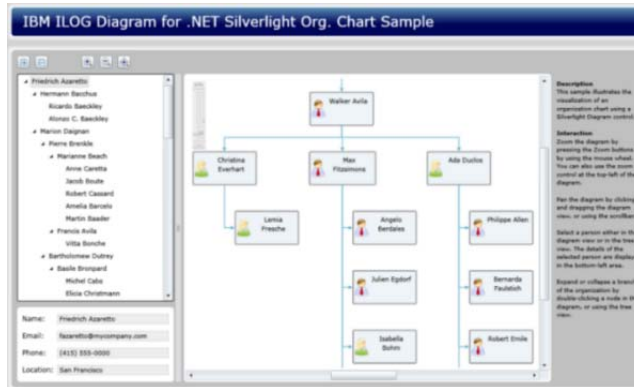 IBM ILOG Diagram for .NET Silverlight Org. Chart Sample
Friedrich Azaretto
Hermann Bacchus
Ricardo Baeckley
Alonzo C. Baeckley
Marion Daignan
Pierre Brenkle
Marianne Beach
Anne Caretta
Jacob Boute
Robert Cassard
Amelia Barcelo
Martin Baader
Francis Avila
Vitta Bonche
Bartholomew Dutrey
Basile Bronpard
Michel Cabs
Elicia Christmann
Name: Friedrich Azaretto
Email: fazaretto@mycompany.com
Phone: (415) 555-0000
Location: San Francisco
Walker Avila
Christina
Everhart
Max
Fitzsimons
Ada Duclos
Lamia
Fresche
Angelo
Berdales
Philippe Allen
Julien Egdorf
Bernarda
Faulstich
Isabella
Bohm
Robert Emile
Description
This sample illustrates the
visualization of an
organization chart using a
Silverlight Diagram control
Interaction
Zoom the diagram by
pressing the Zoom buttons
by using the mouse wheel.
You can also use the zoom
control at the top-left of the
diagram.
Pan the diagram by clicking
and dragging the diagram
view, or using the scrollbar
Select a person either in the
diagram view or in the tree
view. The details of the
selected person are display
in the bottom-left area.
Expand or collapse a branch
of the organization by
double-clicking a node in th
diagram, or using the tree
view.